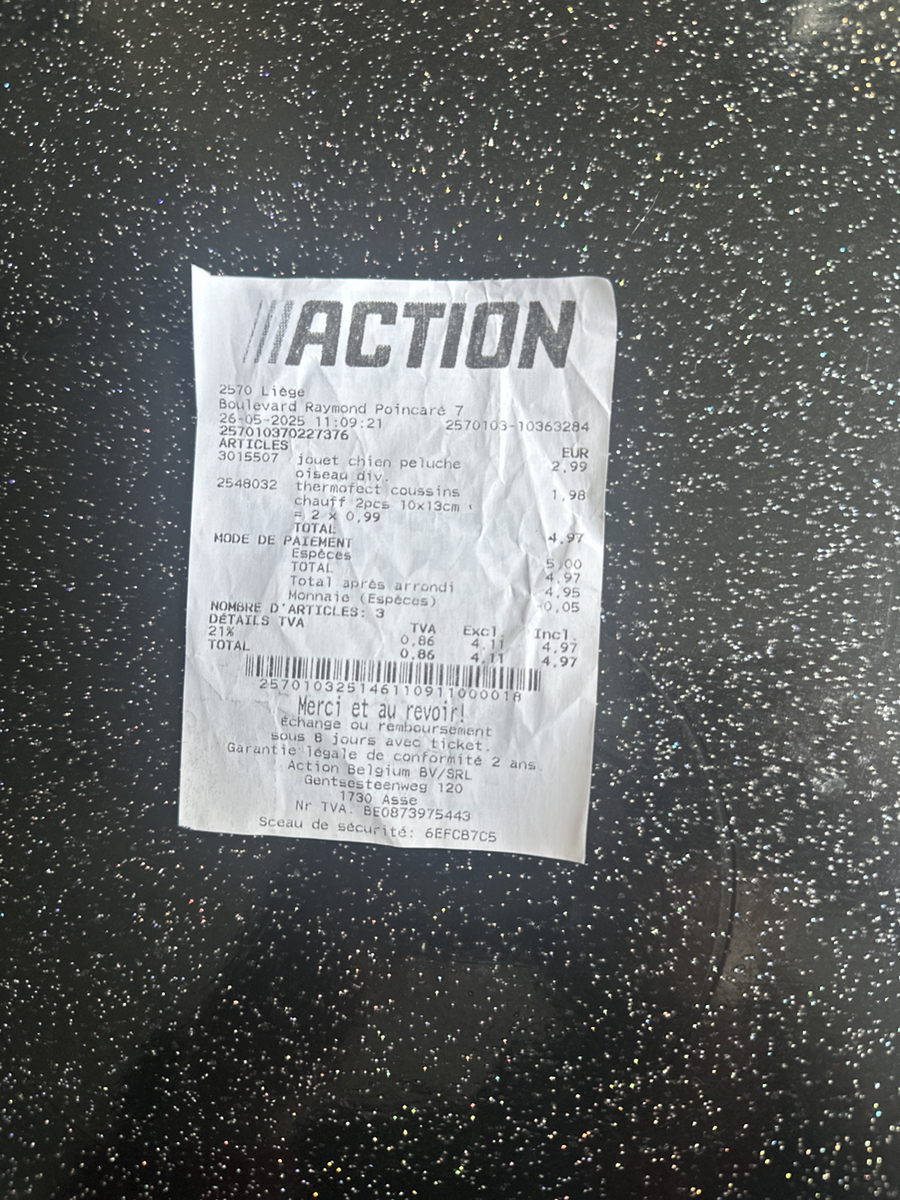 ACTION
2570 Liège
Boulevard Raymond Poincaré 7
26-05-2025 11:09:21 2570103-10363284
257010370227376
ARTICLES EUR
3015507 jouet chien peluche 2,99
oiseau div.
2548032 thermofect coussins 1,98
chauff 2pcs 10x13cm
= 2 x 0,99
TOTAL 4,97
MODE DE PAIEMENT
Espèces 5,00
TOTAL 4,97
Total après arrondi 4,95
Monnaie (Espèces) -0,05
NOMBRE D'ARTICLES: 3
DÉTAILS TVA TVA Excl. Incl.
21% 0,86 4,11 4,97
TOTAL 0,86 4,11 4,97
257010325146110911000018
Merci et au revoir!
échange ou remboursement
sous 8 jours avec ticket.
Garantie légale de conformité 2 ans.
Action Belgium BV/SRL
Gentsesteenweg 120
1730 Asse
Nr TVA. BE0873975443
Sceau de sécurité: 6EFCB7C5